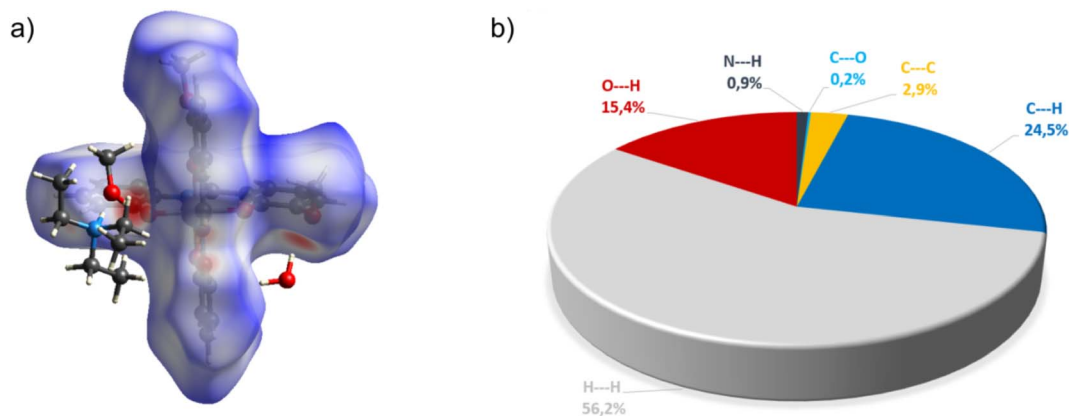 a)
b)
N---H
0,9%
C---O
0,2%
C---C
2,9%
O---H
15,4%
C---H
24,5%
H---H
56,2%